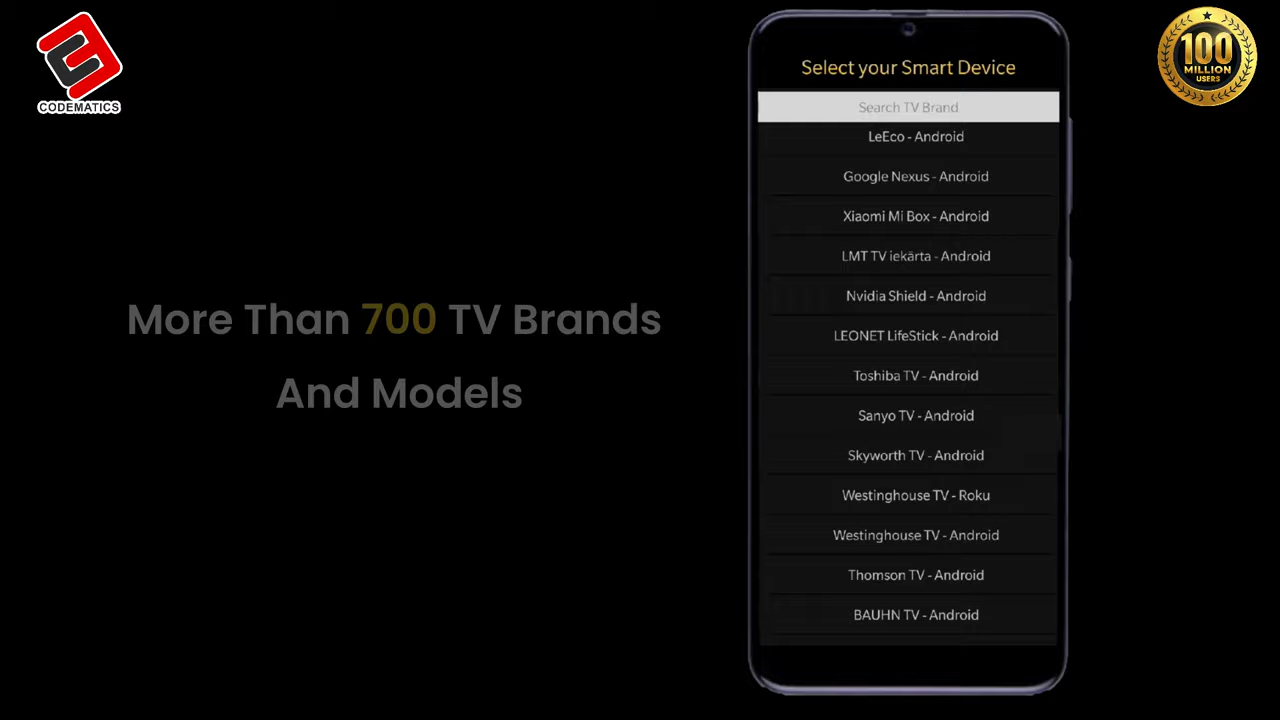 CODEMATICS
More Than 700 TV Brands
And Models
Select your Smart Device
Search TV Brand
LeEco - Android
Google Nexus - Android
Xiaomi Mi Box - Android
LMT TV iekārta - Android
Nvidia Shield - Android
LEONET LifeStick - Android
Toshiba TV - Android
Sanyo TV - Android
Skyworth TV - Android
Westinghouse TV - Roku
Westinghouse TV - Android
Thomson TV - Android
BAUHN TV - Android
100
MILLION
USERS